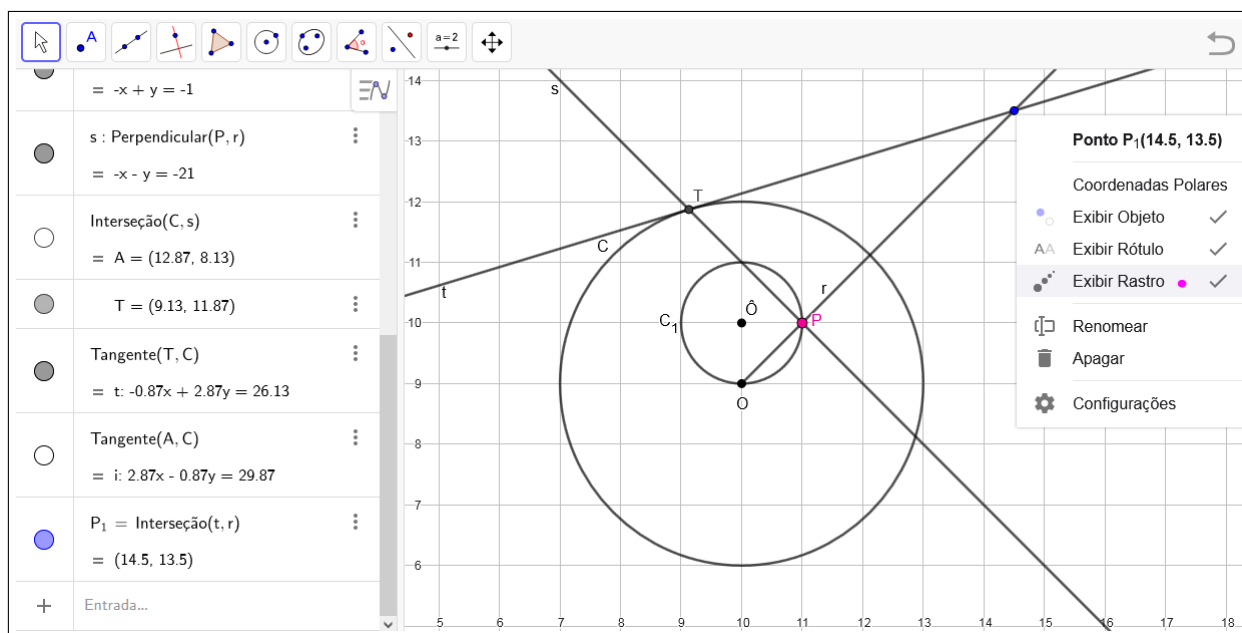 A
α
a=2
= -x + y = -1
s : Perpendicular(P, r)
= -x - y = -21
Interseção(C, s)
= A = (12.87, 8.13)
T = (9.13, 11.87)
Tangente(T, C)
= t: -0.87x + 2.87y = 26.13
Tangente(A, C)
= i: 2.87x - 0.87y = 29.87
P₁ = Interseção(t, r)
= (14.5, 13.5)
+ Entrada...
14
13
12
11
10
9
8
7
6
5 6 7 8 9 10 11 12 13 14 15 16 17 18
s
T
C
t
r
Ô
C₁
P
O
Ponto P₁(14.5, 13.5)
Coordenadas Polares
Exibir Objeto
AA Exibir Rótulo
Exibir Rastro
Renomear
Apagar
Configurações